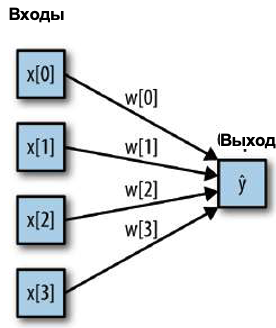 Входы
x[0]
w[0]
x[1]
w[1]
Выход
ŷ
x[2]
w[2]
x[3]
w[3]